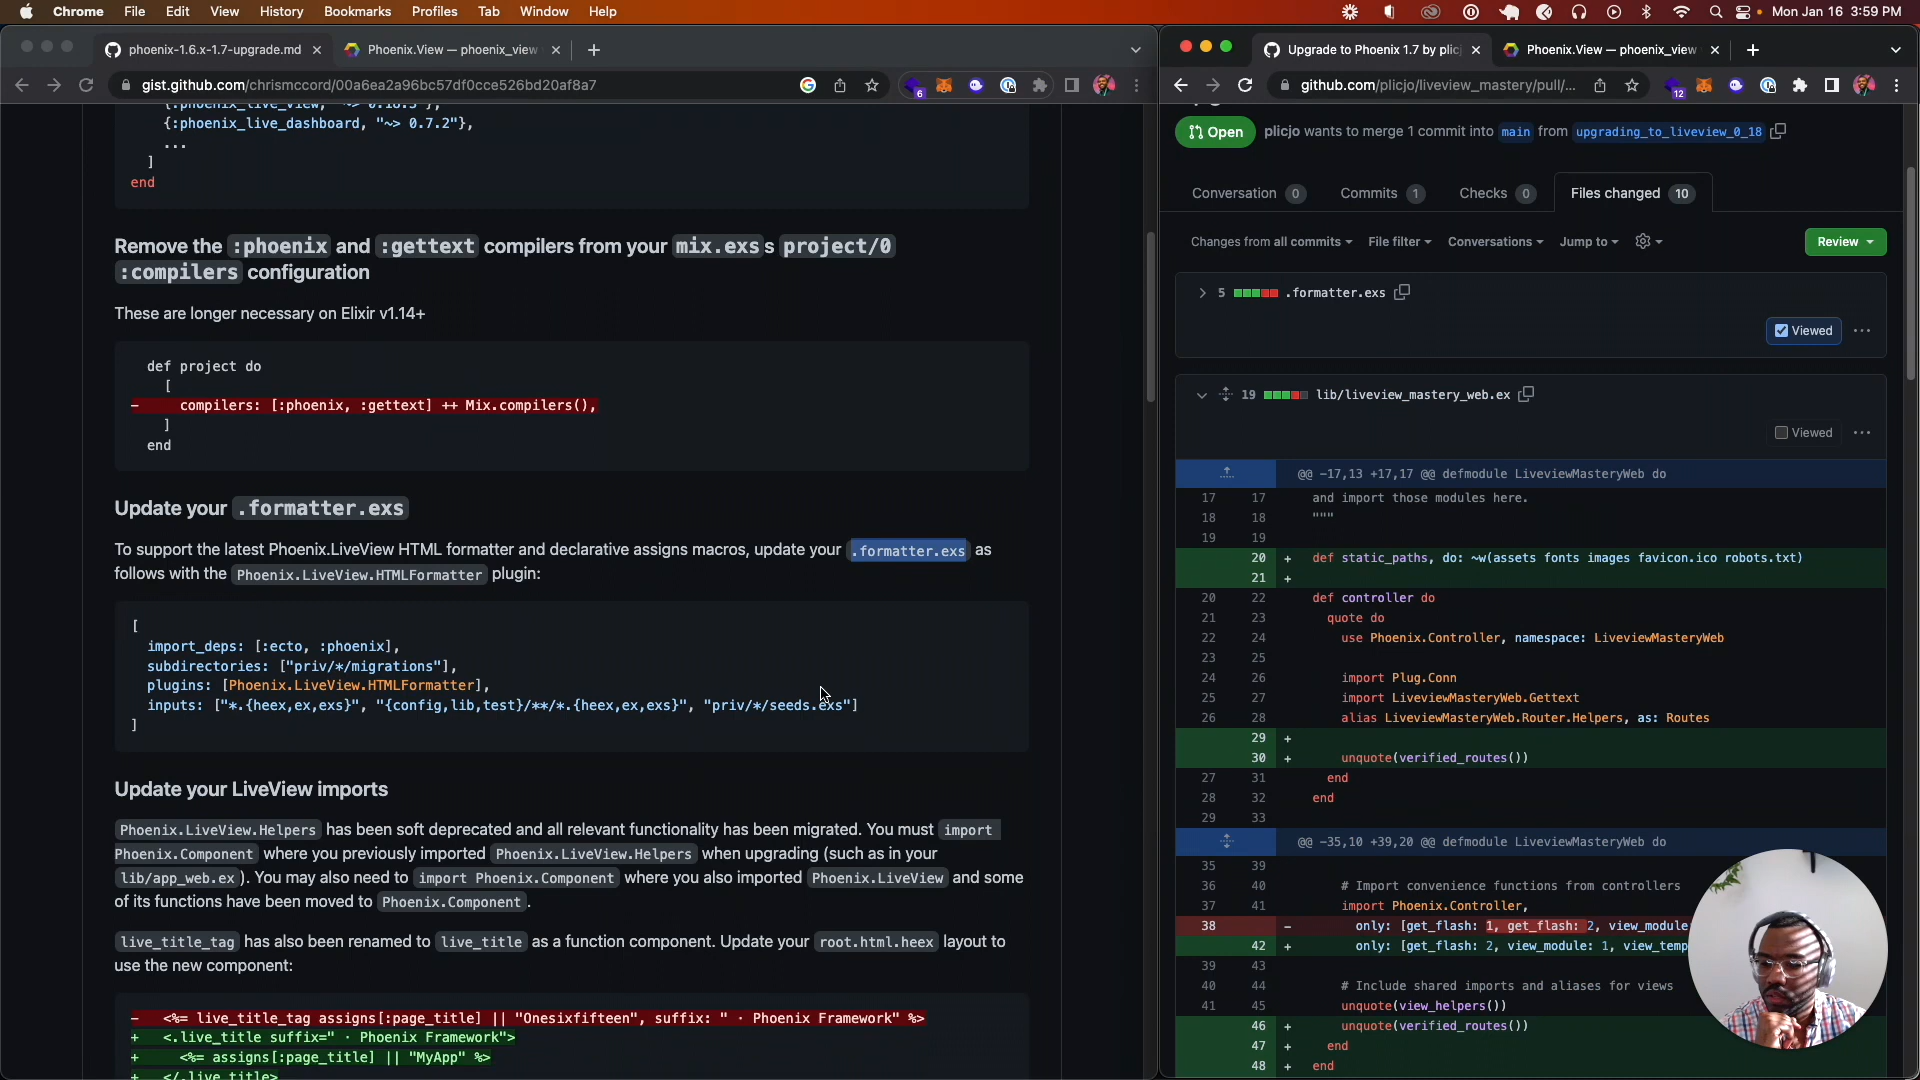 Chrome File Edit View History Bookmarks Profiles Tab Window Help Mon Jan 16 3:59 PM
phoenix-1.6.x-1.7-upgrade.md
Phoenix.View — phoenix_view
gist.github.com/chrismccord/00a6ea2a96bc57df0cce526bd20af8a7
6
{:phoenix_live_view, "~> 0.18.3"},
{:phoenix_live_dashboard, "~> 0.7.2"},
...
]
end
Remove the :phoenix and :gettext compilers from your mix.exs s project/0
:compilers configuration
These are longer necessary on Elixir v1.14+
def project do
[
- compilers: [:phoenix, :gettext] ++ Mix.compilers(),
]
end
Update your .formatter.exs
To support the latest Phoenix.LiveView HTML formatter and declarative assigns macros, update your .formatter.exs as
follows with the Phoenix.LiveView.HTMLFormatter plugin:
[
import_deps: [:ecto, :phoenix],
subdirectories: ["priv/*/migrations"],
plugins: [Phoenix.LiveView.HTMLFormatter],
inputs: ["*.{heex,ex,exs}", "{config,lib,test}/**/*.{heex,ex,exs}", "priv/*/seeds.exs"]
]
Update your LiveView imports
Phoenix.LiveView.Helpers has been soft deprecated and all relevant functionality has been migrated. You must import
Phoenix.Component where you previously imported Phoenix.LiveView.Helpers when upgrading (such as in your
lib/app_web.ex ). You may also need to import Phoenix.Component where you also imported Phoenix.LiveView and some
of its functions have been moved to Phoenix.Component .
live_title_tag has also been renamed to live_title as a function component. Update your root.html.heex layout to
use the new component:
- <%= live_title_tag assigns[:page_title] || "Onesixfifteen", suffix: " · Phoenix Framework" %>
+ <.live_title suffix=" · Phoenix Framework">
+ <%= assigns[:page_title] || "MyApp" %>
+ </.live_title>
Upgrade to Phoenix 1.7 by plicj
Phoenix.View — phoenix_view
github.com/plicjo/liveview_mastery/pull/...
12
Open plicjo wants to merge 1 commit into main from upgrading_to_liveview_0_18
Conversation 0 Commits 1 Checks 0 Files changed 10
Changes from all commits File filter Conversations Jump to Review
5 .formatter.exs
Viewed
19 lib/liveview_mastery_web.ex
Viewed
@@ -17,13 +17,17 @@ defmodule LiveviewMasteryWeb do
17 17 and import those modules here.
18 18 """
19 19
20 + def static_paths, do: ~w(assets fonts images favicon.ico robots.txt)
21 +
20 22 def controller do
21 23 quote do
22 24 use Phoenix.Controller, namespace: LiveviewMasteryWeb
23 25
24 26 import Plug.Conn
25 27 import LiveviewMasteryWeb.Gettext
26 28 alias LiveviewMasteryWeb.Router.Helpers, as: Routes
29 +
30 + unquote(verified_routes())
27 31 end
28 32 end
29 33
@@ -35,10 +39,20 @@ defmodule LiveviewMasteryWeb do
35 39
36 40 # Import convenience functions from controllers
37 41 import Phoenix.Controller,
38 - only: [get_flash: 1, get_flash: 2, view_module
42 + only: [get_flash: 2, view_module: 1, view_temp
39 43
40 44 # Include shared imports and aliases for views
41 45 unquote(view_helpers())
46 + unquote(verified_routes())
47 + end
48 + end